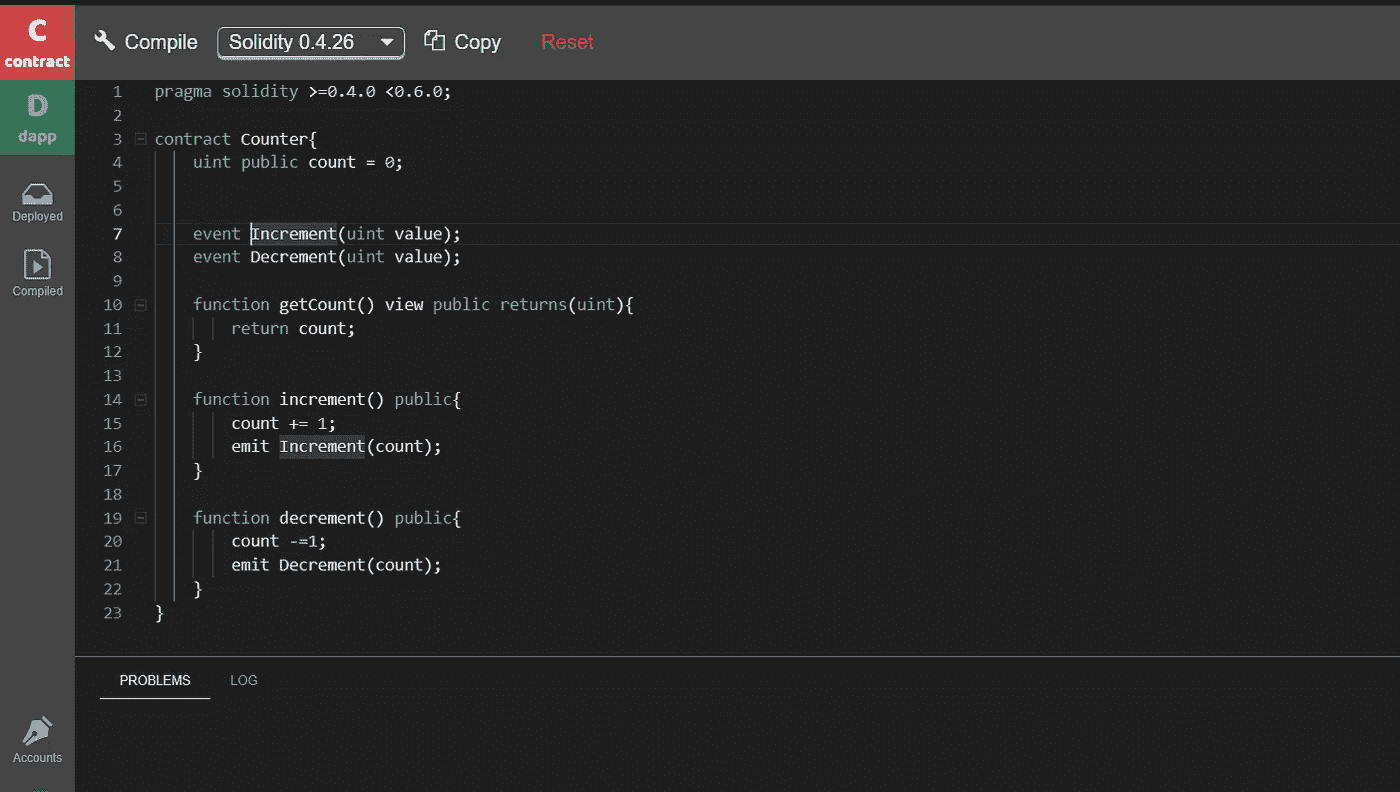 C
contract
Compile
Solidity 0.4.26
Copy
Reset
D
dapp
Deployed
Compiled
Accounts
1 pragma solidity >=0.4.0 <0.6.0;
2
3 contract Counter{
4     uint public count = 0;
5
6
7     event Increment(uint value);
8     event Decrement(uint value);
9
10     function getCount() view public returns(uint){
11         return count;
12     }
13
14     function increment() public{
15         count += 1;
16         emit Increment(count);
17     }
18
19     function decrement() public{
20         count -=1;
21         emit Decrement(count);
22     }
23 }
PROBLEMS LOG